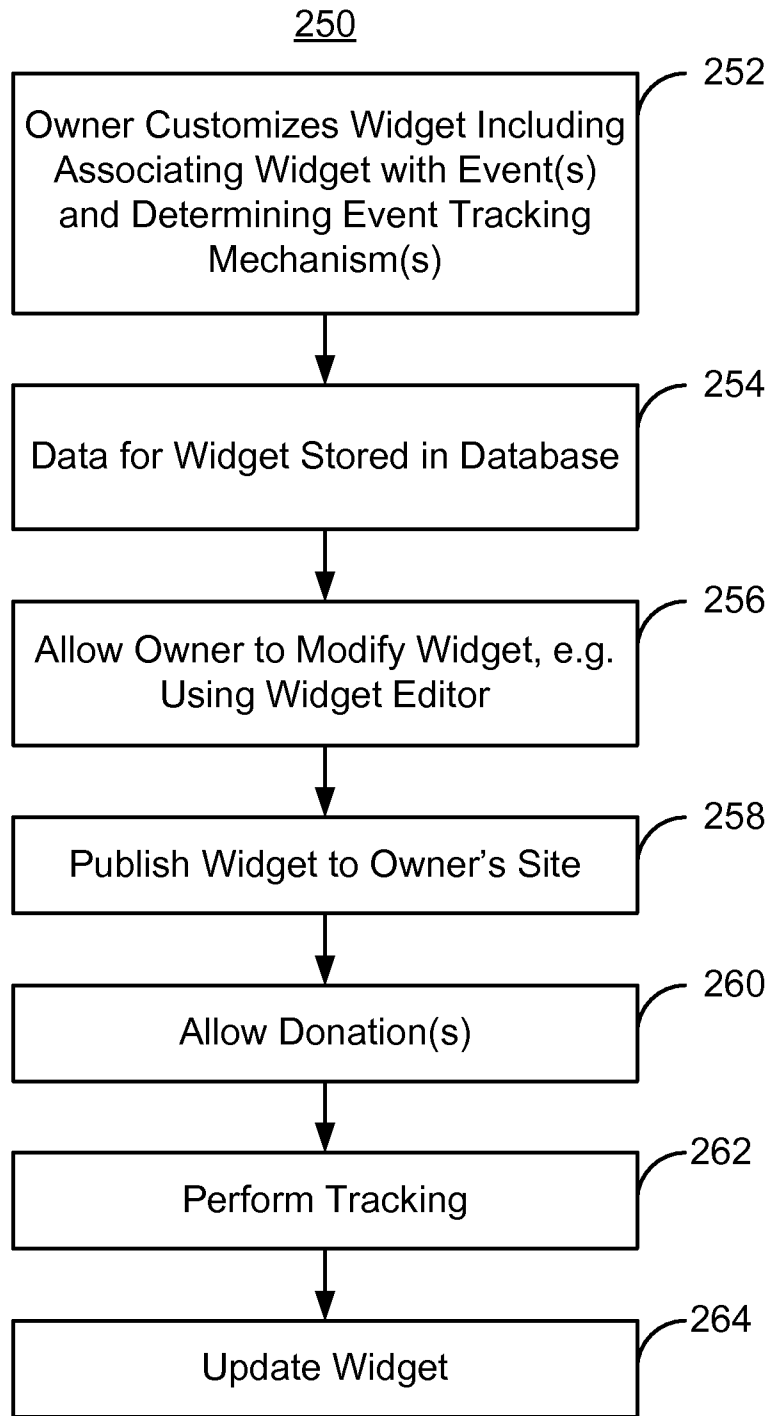 250
252
Owner Customizes Widget Including
Associating Widget with Event(s)
and Determining Event Tracking
Mechanism(s)
254
Data for Widget Stored in Database
256
Allow Owner to Modify Widget, e.g.
Using Widget Editor
258
Publish Widget to Owner’s Site
260
Allow Donation(s)
262
Perform Tracking
264
Update Widget